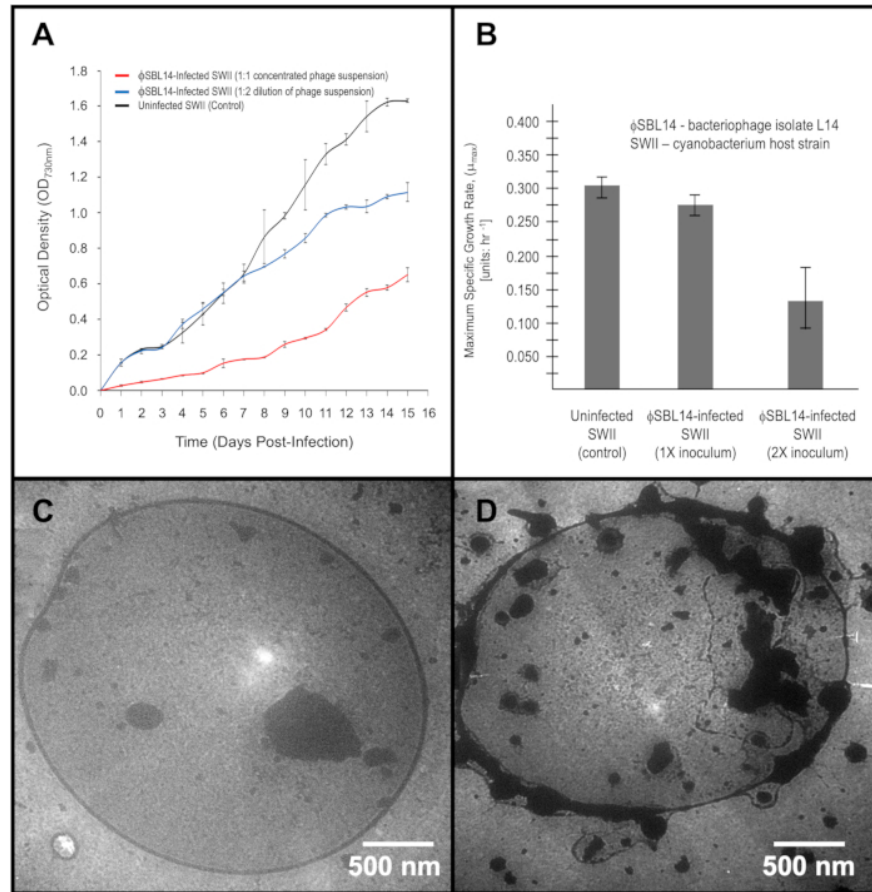 A
ϕSBL14-Infected SWII (1:1 concentrated phage suspension)
ϕSBL14-Infected SWII (1:2 dilution of phage suspension)
Uninfected SWII (Control)
1.8
1.6
1.4
1.2
1.0
0.8
0.6
0.4
0.2
0.0
Optical Density (OD730nm)
0 1 2 3 4 5 6 7 8 9 10 11 12 13 14 15 16
Time (Days Post-Infection)
B
ϕSBL14 - bacteriophage isolate L14
SWII – cyanobacterium host strain
0.400
0.350
0.300
0.250
0.200
0.150
0.100
0.050
Maximum Specific Growth Rate, (μmax)
[units: hr -1]
Uninfected
SWII
(control)
ϕSBL14-infected
SWII
(1X inoculum)
ϕSBL14-infected
SWII
(2X inoculum)
C
500 nm
D
500 nm